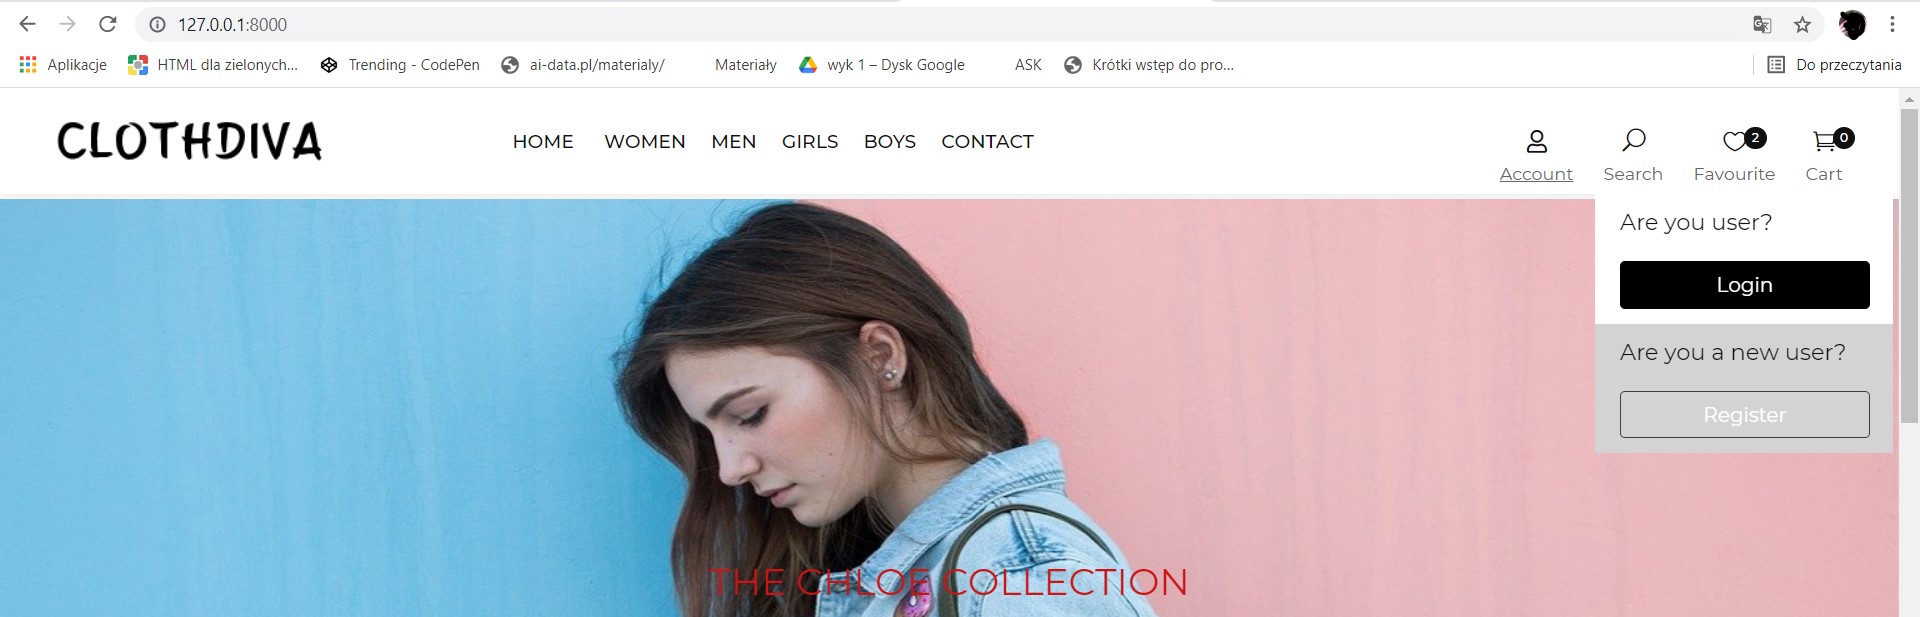 127.0.0.1:8000
Aplikacje HTML dla zielonych... Trending - CodePen ai-data.pl/materialy/ Materiały wyk 1 – Dysk Google ASK Krótki wstęp do pro... Do przeczytania
CLOTHDIVA HOME WOMEN MEN GIRLS BOYS CONTACT
2 0
Account Search Favourite Cart
Are you user?
Login
Are you a new user?
Register
THE CHLOE COLLECTION